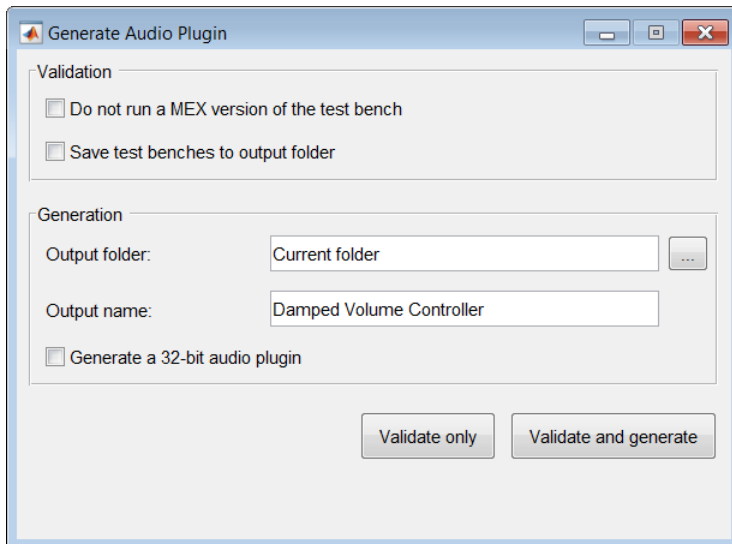 Generate Audio Plugin
Validation
Do not run a MEX version of the test bench
Save test benches to output folder
Generation
Output folder:
Current folder
...
Output name:
Damped Volume Controller
Generate a 32-bit audio plugin
Validate only
Validate and generate